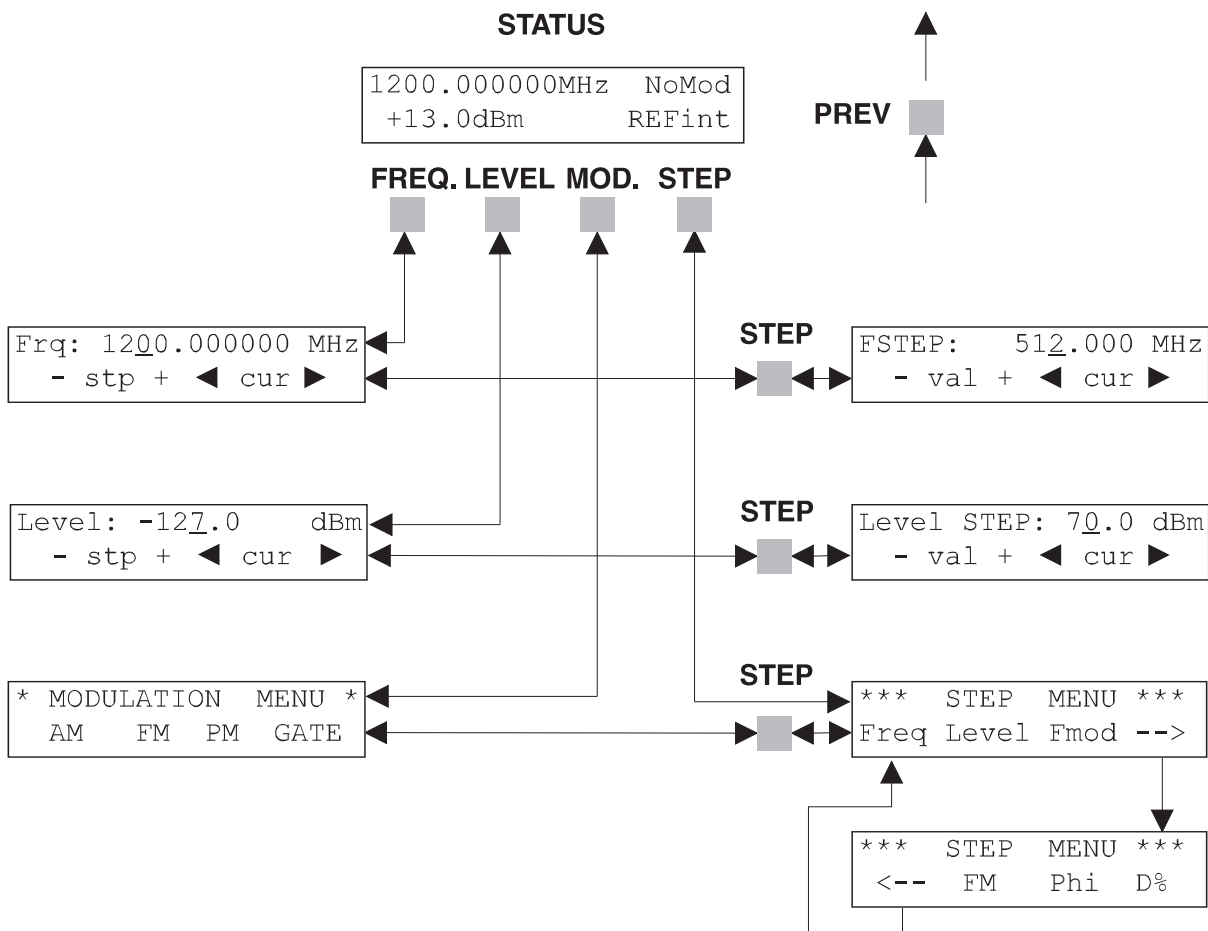 STATUS
1200.000000MHz NoMod
+13.0dBm REFint
PREV
FREQ. LEVEL MOD. STEP
Frq: 1200.000000 MHz
- stp + ◀ cur ▶
STEP
FSTEP: 512.000 MHz
- val + ◀ cur ▶
Level: -127.0 dBm
- stp + ◀ cur ▶
STEP
Level STEP: 70.0 dBm
- val + ◀ cur ▶
* MODULATION MENU *
AM FM PM GATE
STEP
*** STEP MENU ***
Freq Level Fmod -->
*** STEP MENU ***
<-- FM Phi D%